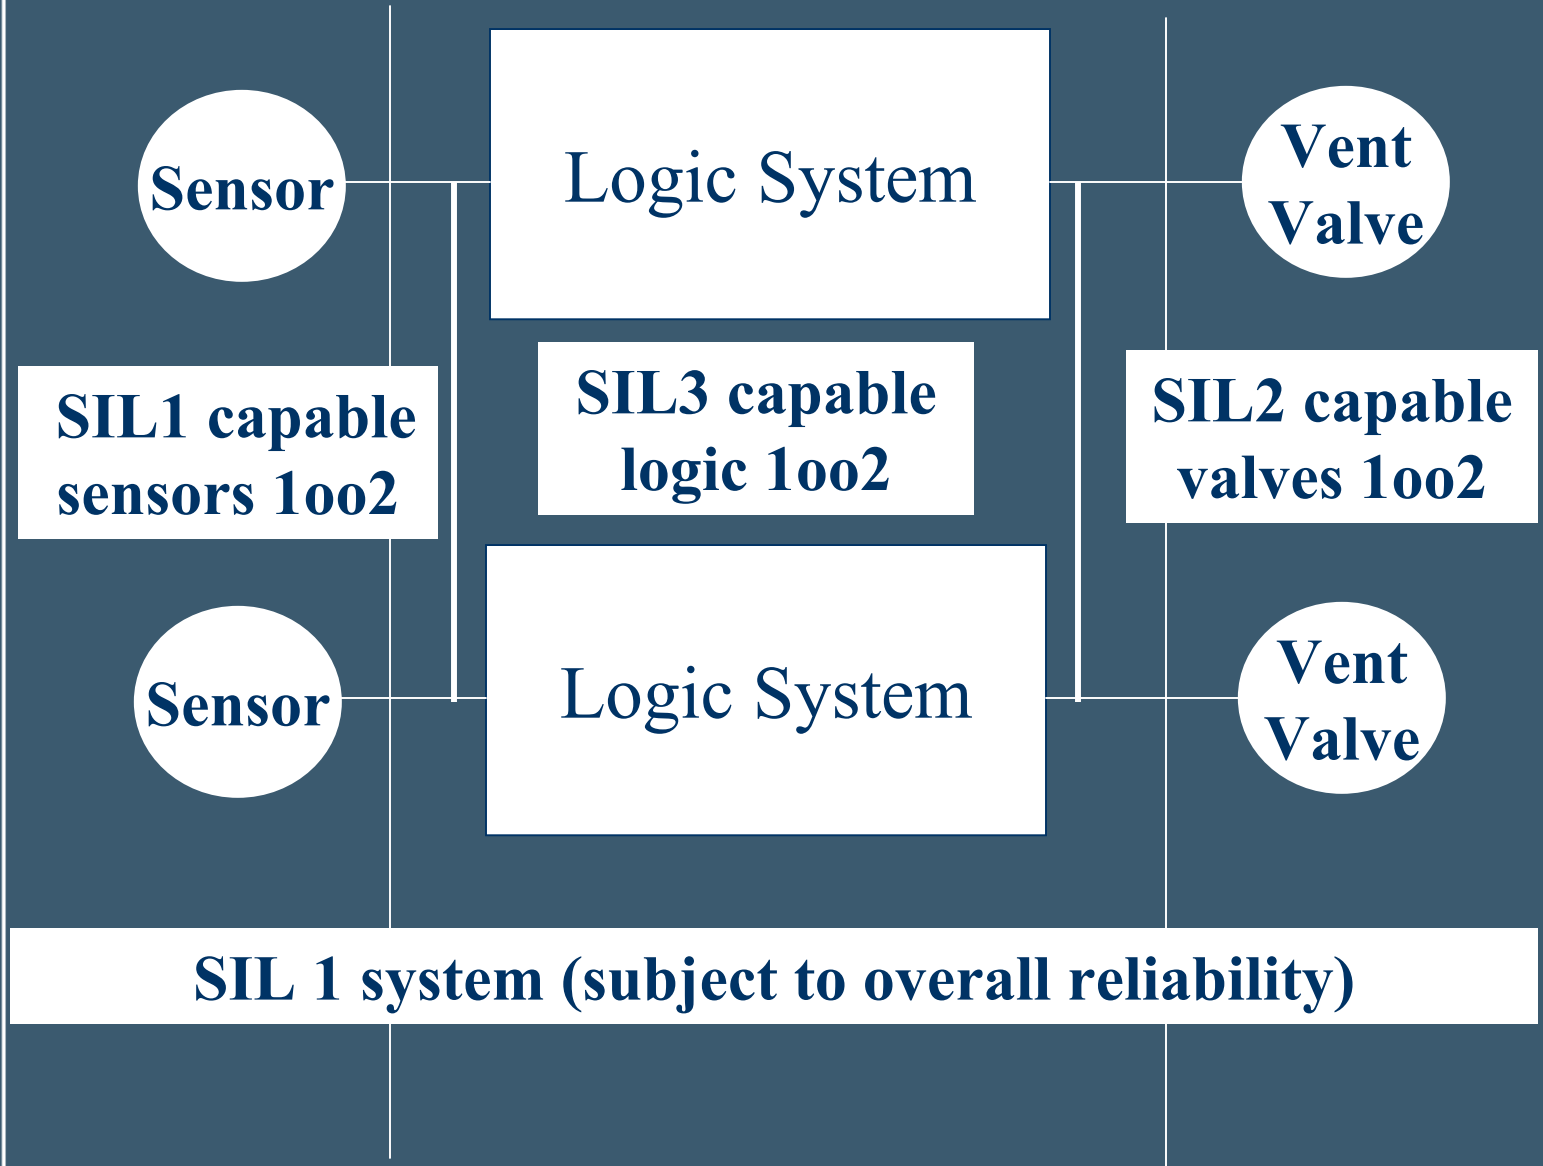 Sensor
Logic System
Vent
Valve
SIL1 capable
sensors 1oo2
SIL3 capable
logic 1oo2
SIL2 capable
valves 1oo2
Sensor
Logic System
Vent
Valve
SIL 1 system (subject to overall reliability)